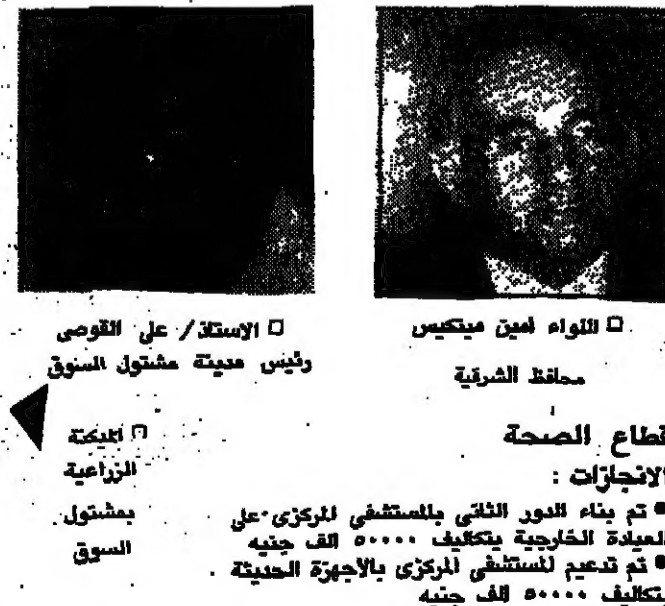 □ اللواء امين ميتكيس
محافظ الشرقية
□ الاستاذ / على القوصى
رئيس مدينة مشتول السوق
قطاع الصحة
الانجازات :
■ تم بناء الدور الثانى بالمستشفى المركزى على
العيادة الخارجية بتكاليف ٥٠٠٠٠ الف جنيه
■ تم تدعيم المستشفى المركزى بالاجهزة الحديثة
بتكاليف ٥٠٠٠٠ الف جنيه
□ الميكنة
الزراعية
بمشتول
السوق